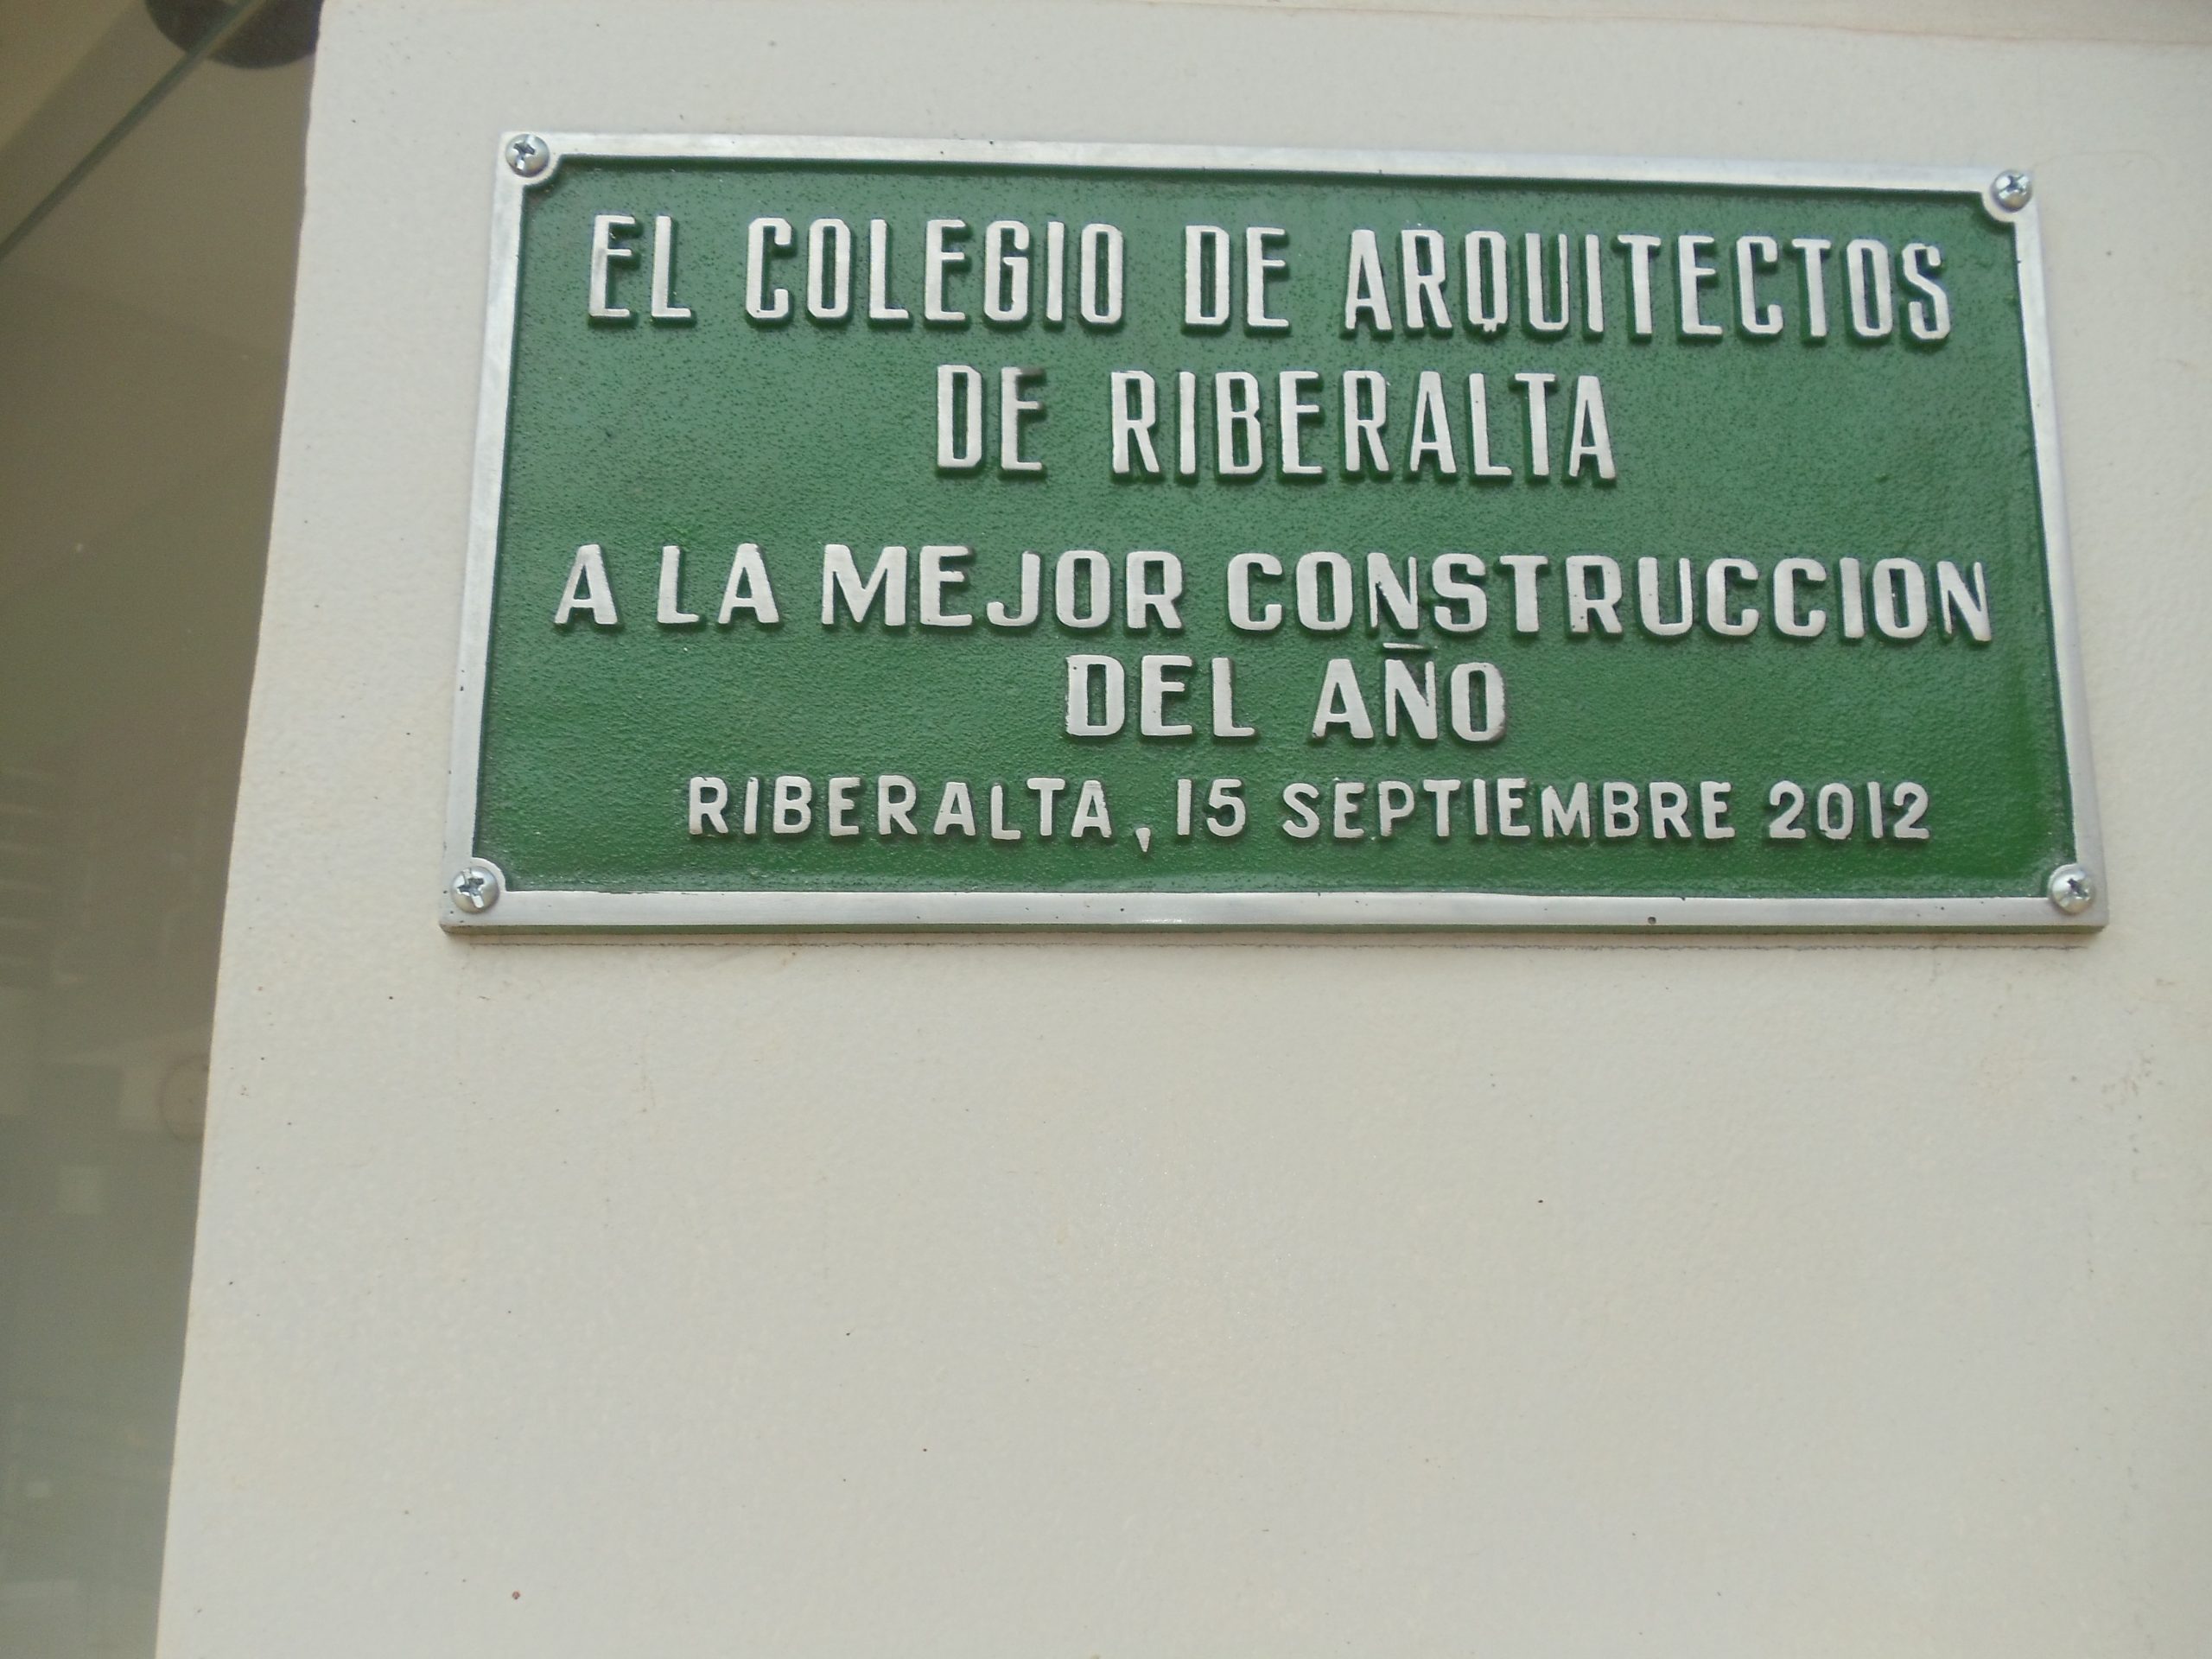 EL COLEGIO DE ARQUITECTOS
DE RIBERALTA
A LA MEJOR CONSTRUCCION
DEL AÑO
RIBERALTA, 15 SEPTIEMBRE 2012